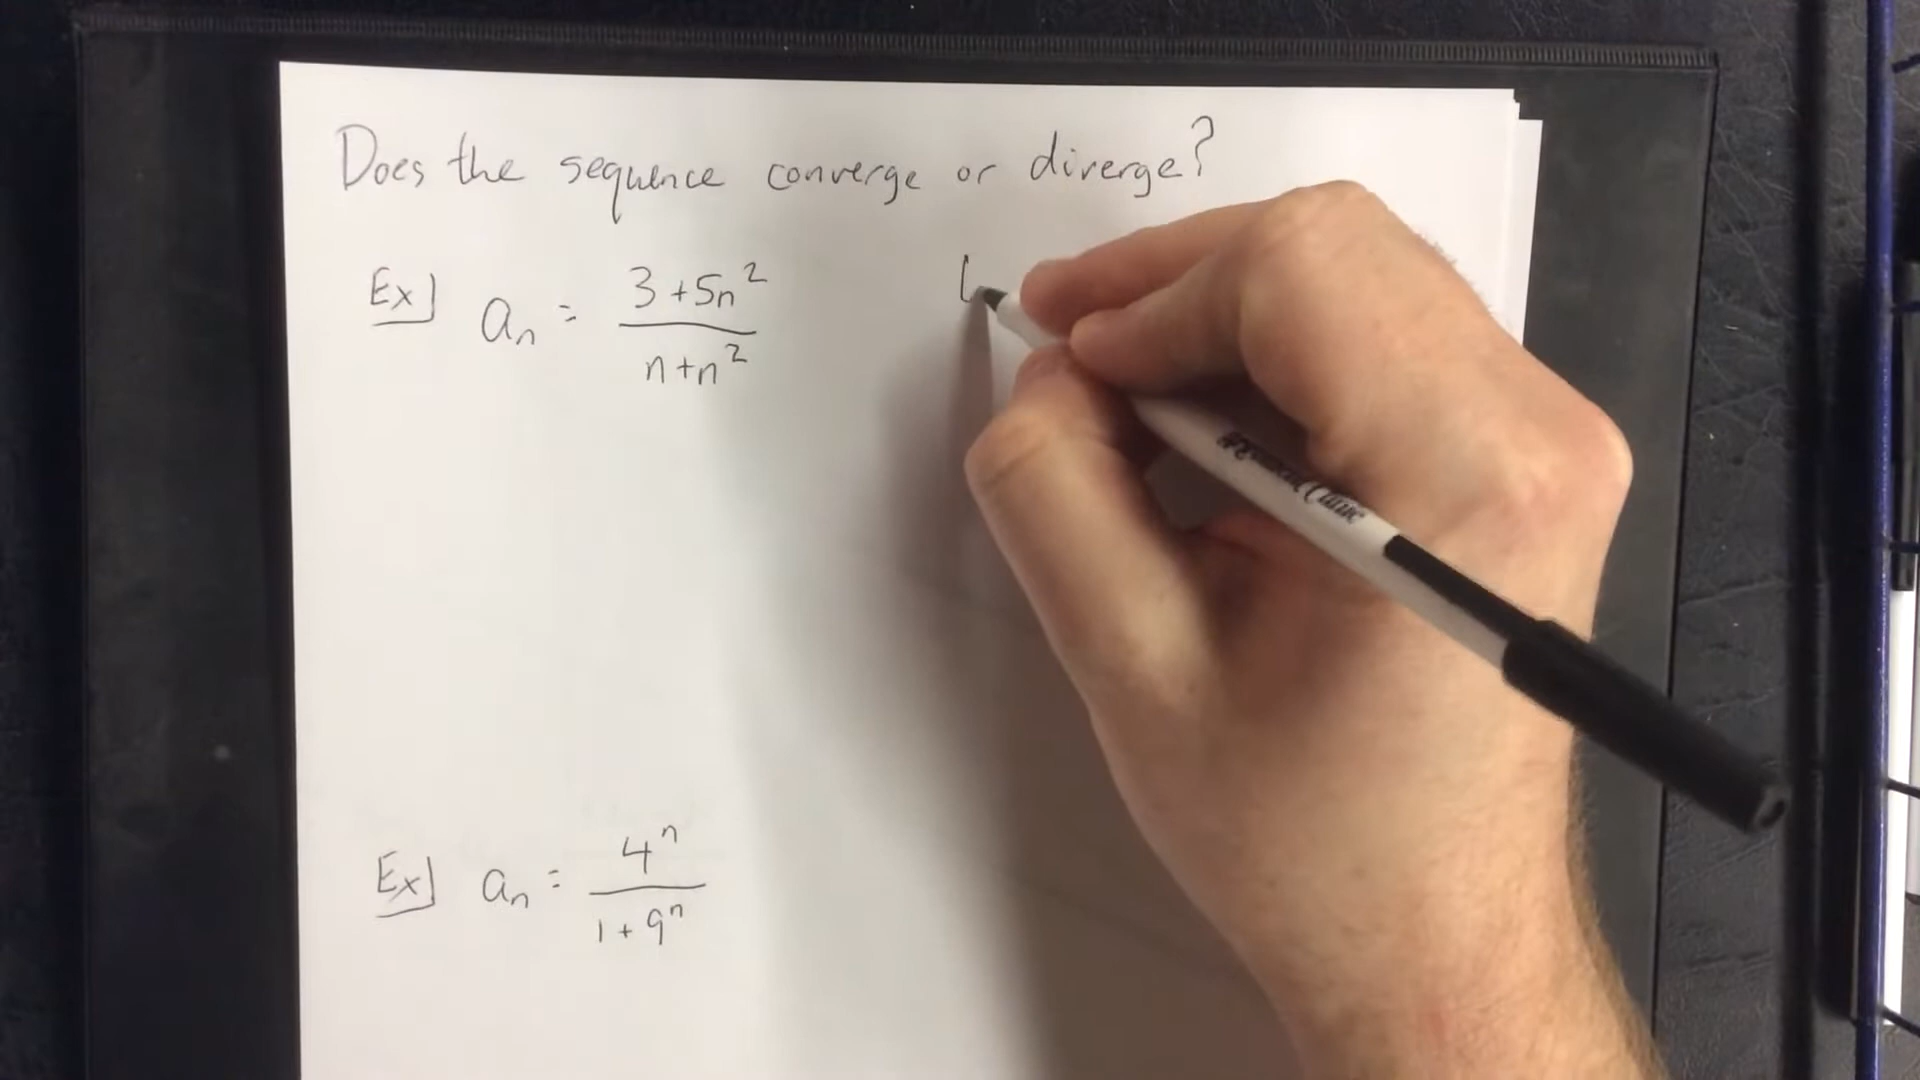 Does the sequence converge or diverge?
Ex] aₙ = (3+5n²)/(n+n²)
Ex] aₙ = 4ⁿ/(1+9ⁿ)